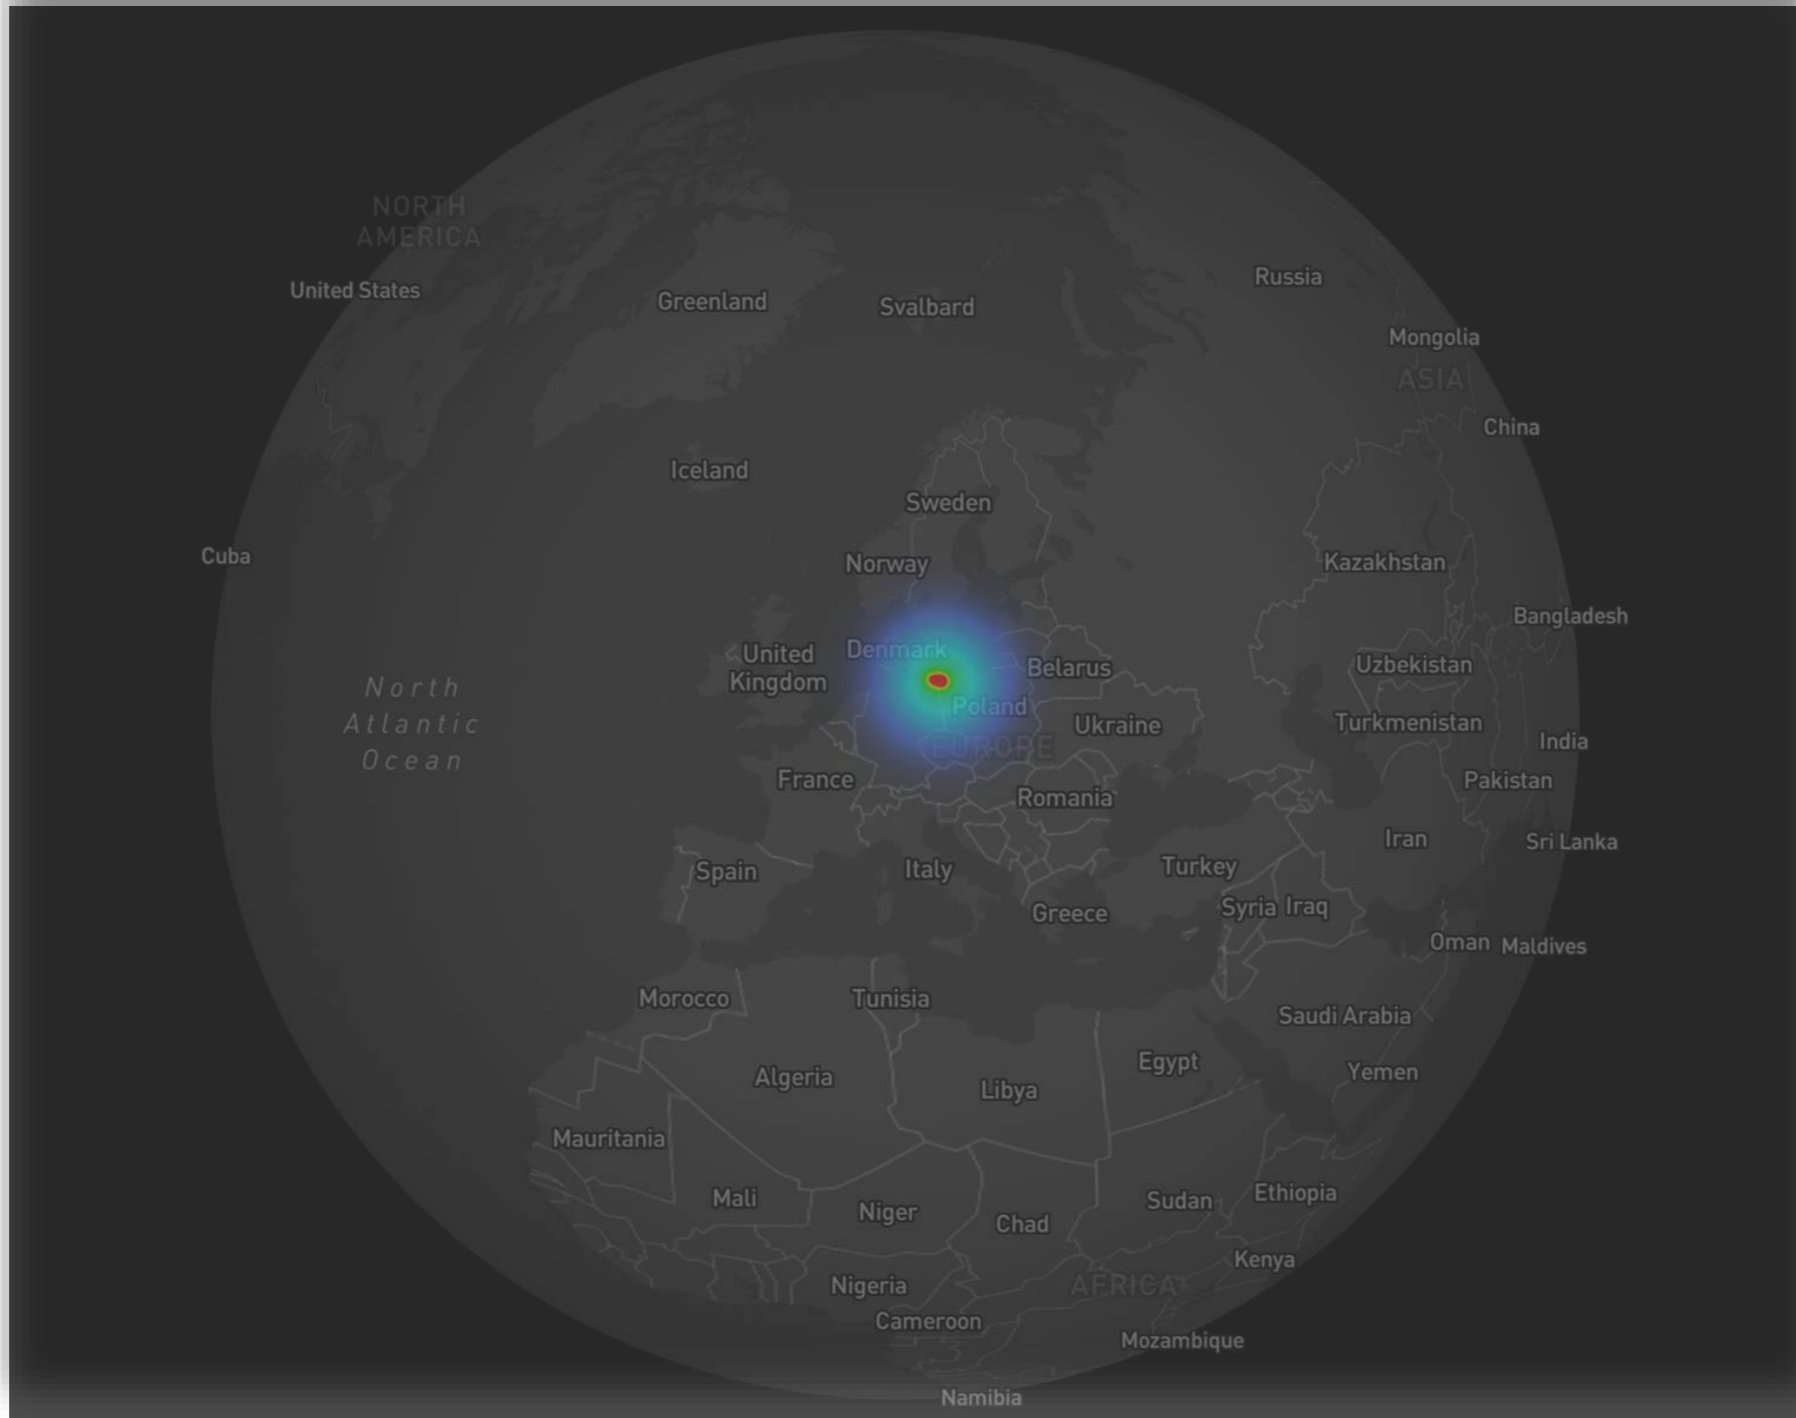 NORTH
AMERICA
United States
Greenland
Svalbard
Russia
Mongolia
ASIA
China
Iceland
Sweden
Cuba
Norway
Kazakhstan
Bangladesh
Denmark
United
Kingdom
Belarus
Uzbekistan
North
Atlantic
Ocean
Poland
Ukraine
Turkmenistan
EUROPE
India
France
Romania
Pakistan
Iran
Sri Lanka
Spain
Italy
Turkey
Greece
Syria
Iraq
Oman
Maldives
Morocco
Tunisia
Saudi Arabia
Algeria
Libya
Egypt
Yemen
Mauritania
Mali
Niger
Chad
Sudan
Ethiopia
Kenya
Nigeria
AFRICA
Cameroon
Mozambique
Namibia